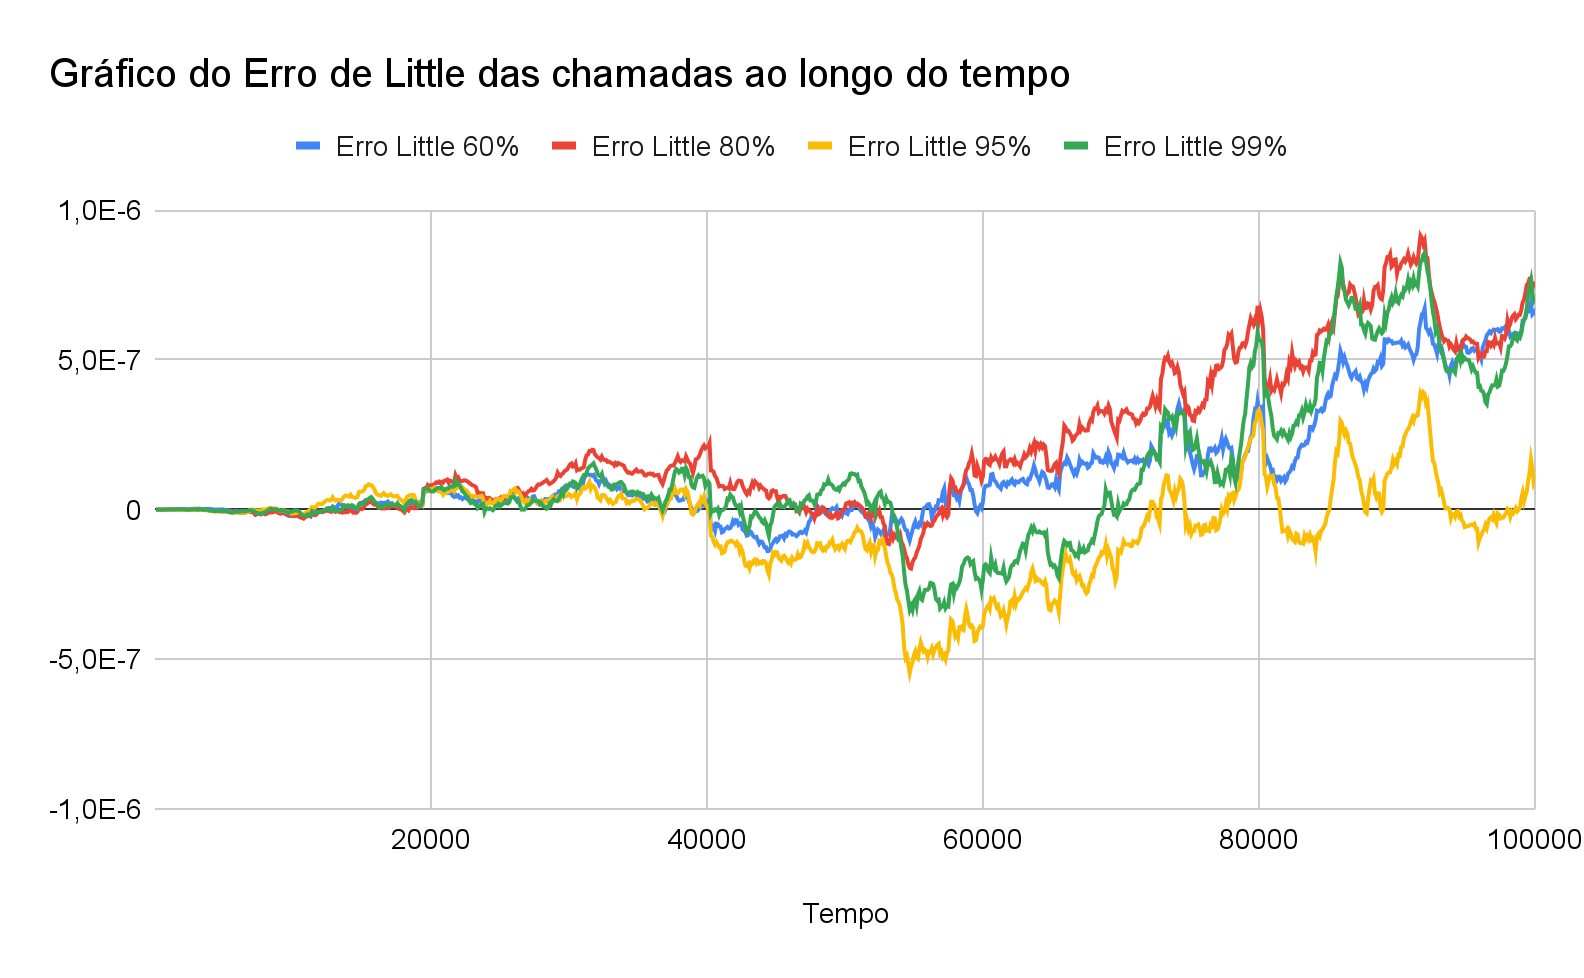 Gráfico do Erro de Little das chamadas ao longo do tempo
Erro Little 60% Erro Little 80% Erro Little 95% Erro Little 99%
1,0E-6
5,0E-7
0
-5,0E-7
-1,0E-6
20000 40000 60000 80000 100000
Tempo